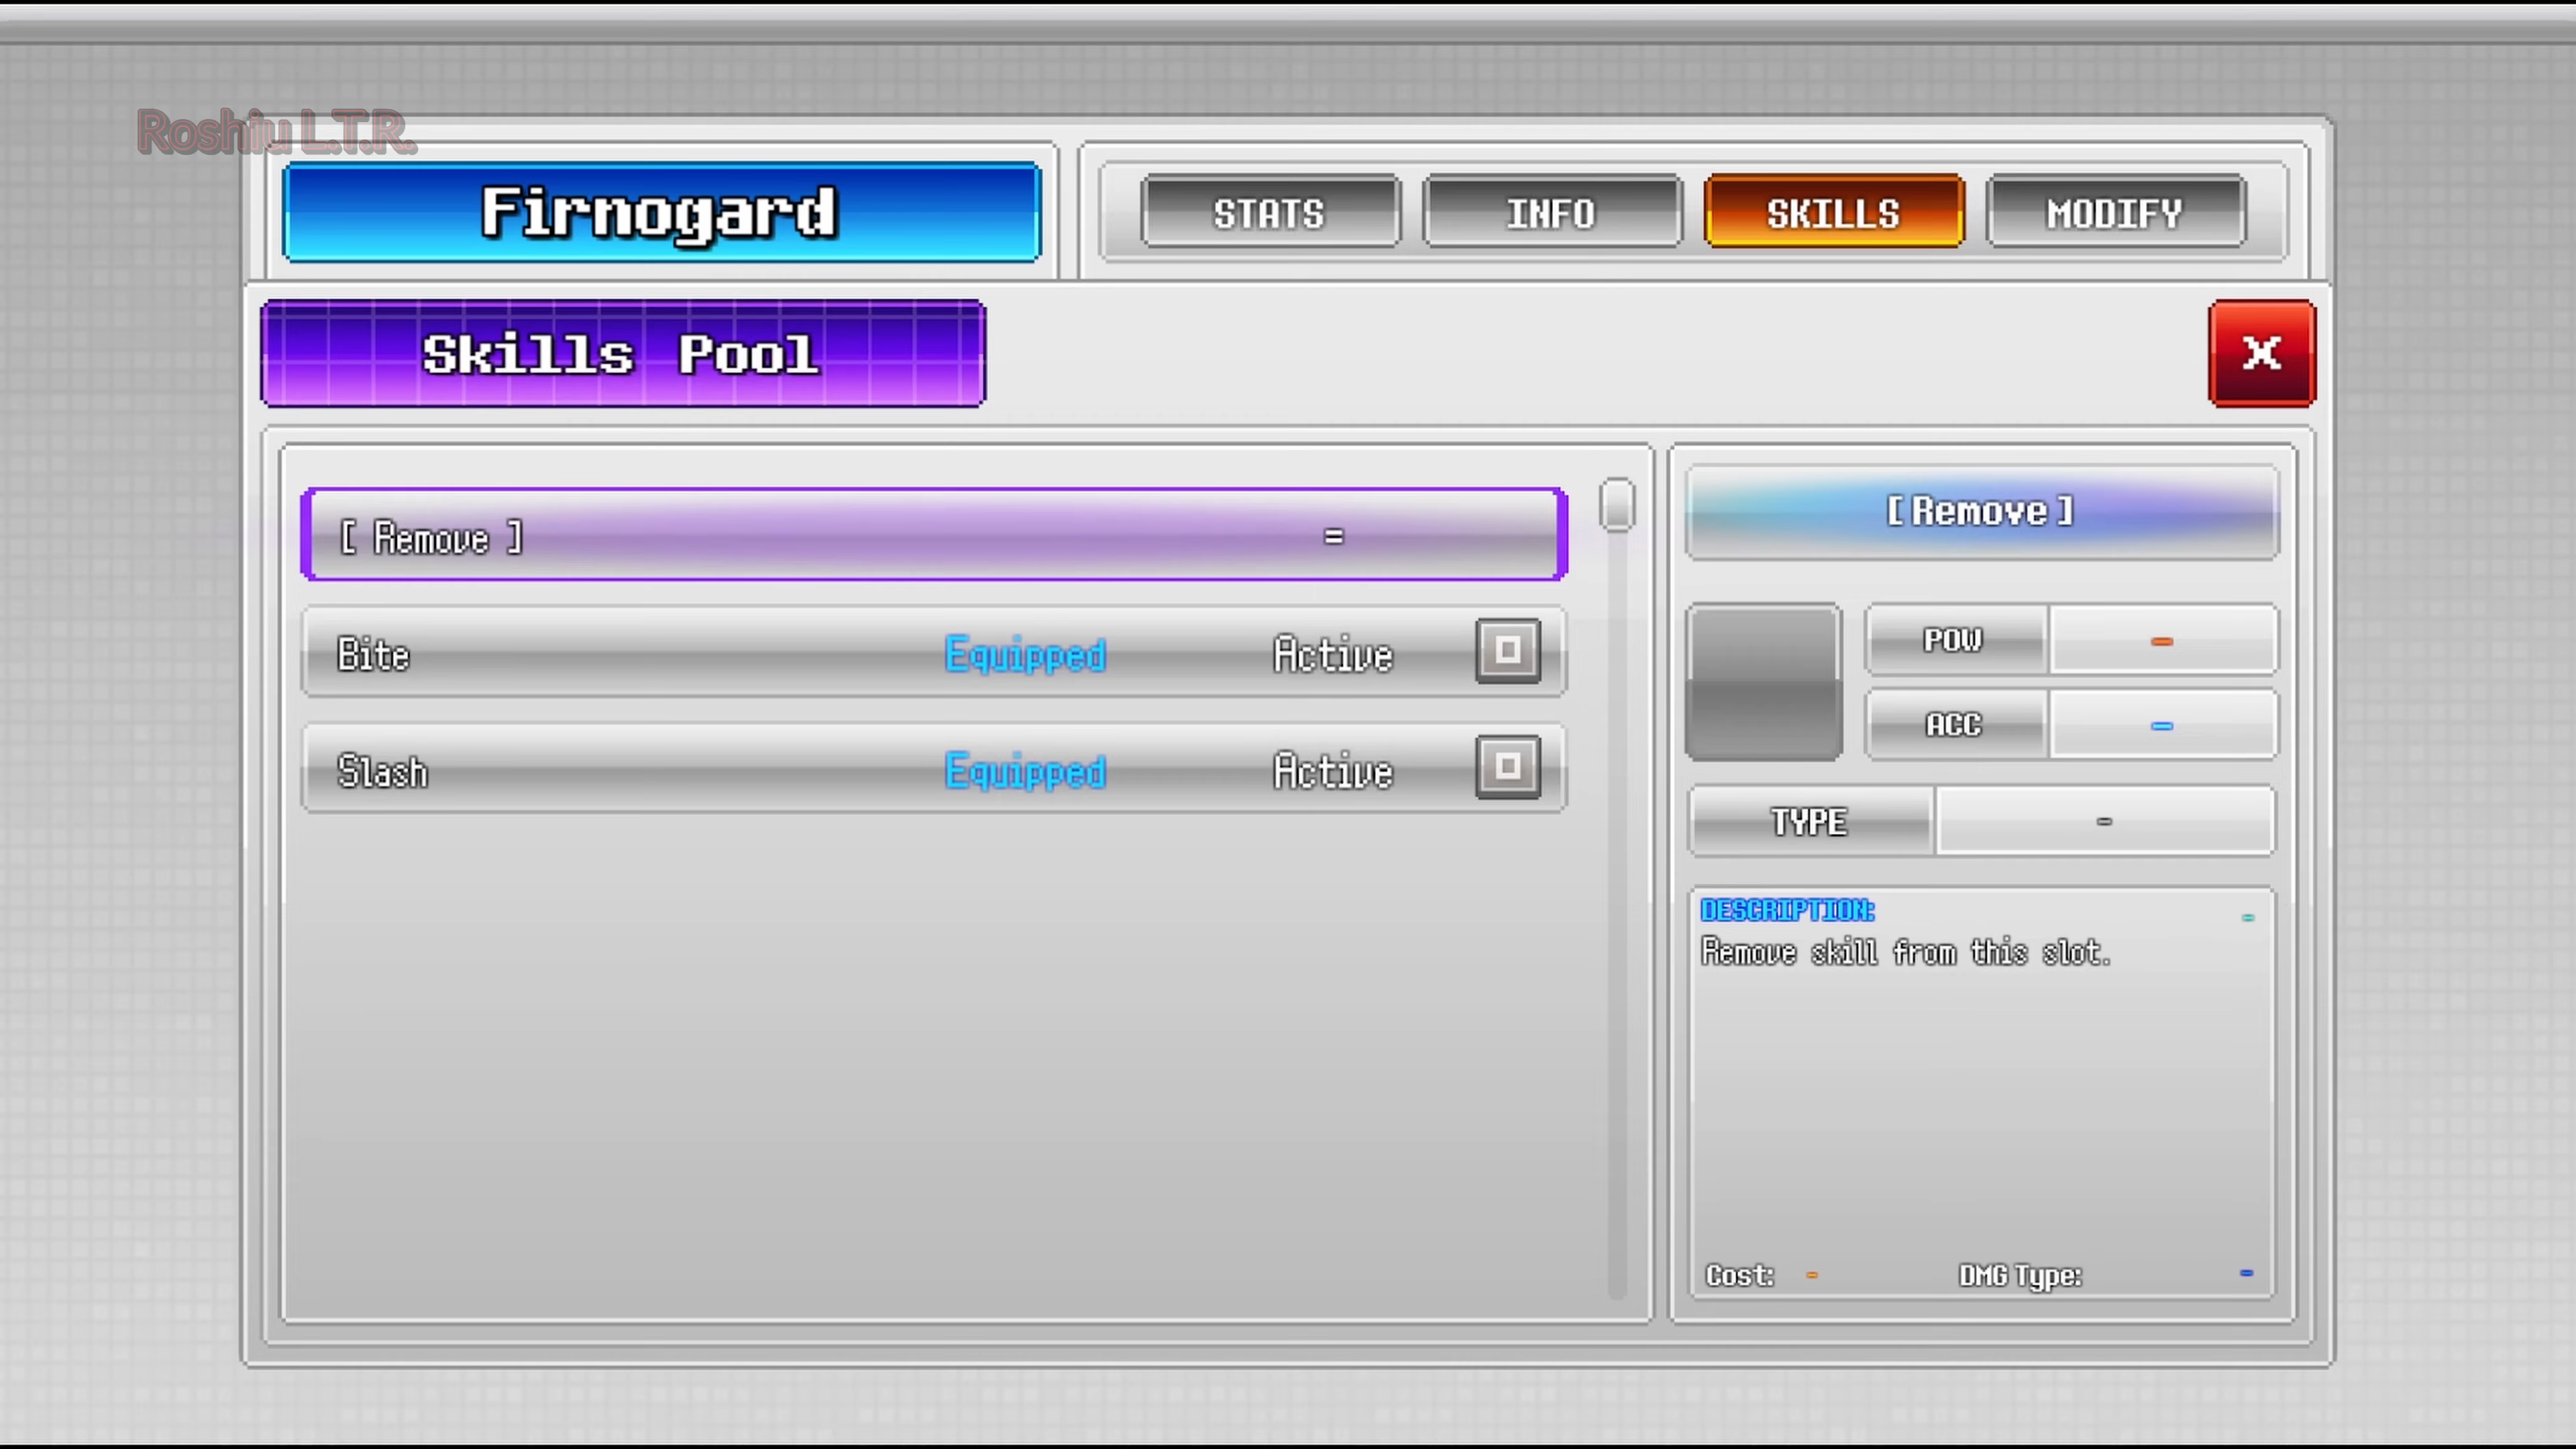 Roshiu L.T.R.
Firnogard
STATS INFO SKILLS MODIFY
Skills Pool
X
[ Remove ] =
[ Remove ]
Bite Equipped Active
Slash Equipped Active
POW -
ACC -
TYPE -
DESCRIPTION: -
Remove skill from this slot.
Cost: - DMG Type: -